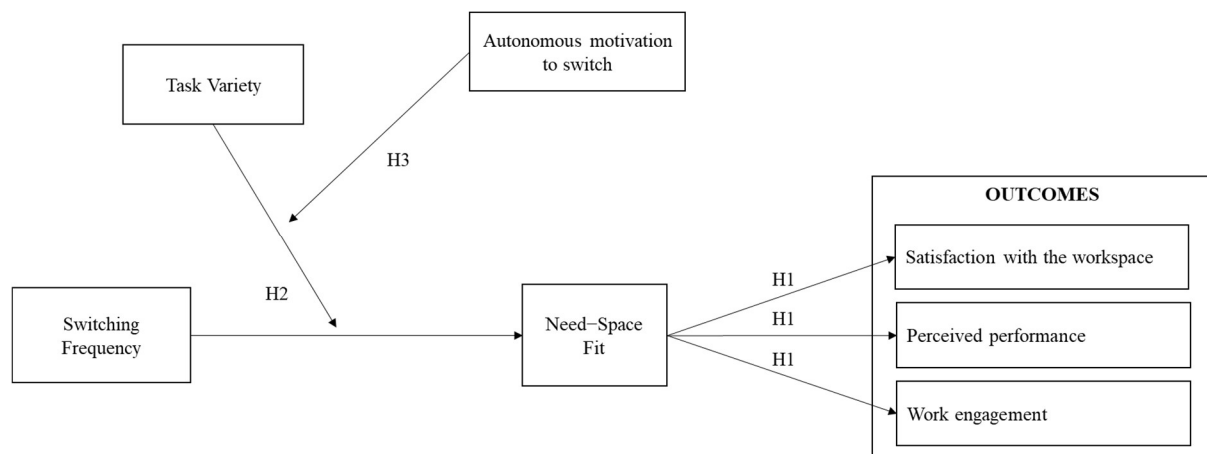 Autonomous motivation
to switch
Task Variety
H3
OUTCOMES
Satisfaction with the workspace
H1
H2
Switching
Frequency
Need−Space
Fit
H1
Perceived performance
H1
Work engagement